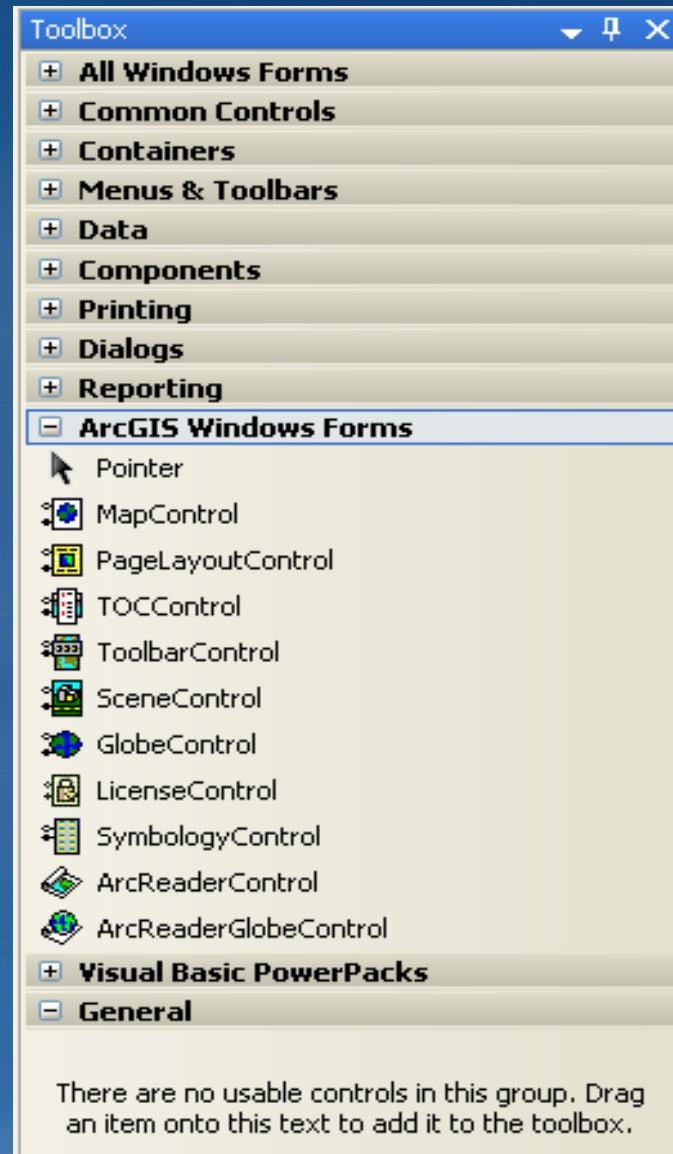 Toolbox
All Windows Forms
Common Controls
Containers
Menus & Toolbars
Data
Components
Printing
Dialogs
Reporting
ArcGIS Windows Forms
Pointer
MapControl
PageLayoutControl
TOCControl
ToolbarControl
SceneControl
GlobeControl
LicenseControl
SymbologyControl
ArcReaderControl
ArcReaderGlobeControl
Visual Basic PowerPacks
General
There are no usable controls in this group. Drag
an item onto this text to add it to the toolbox.